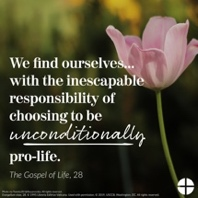 We find ourselves...
with the inescapable
responsibility of
choosing to be
unconditionally
pro-life.
The Gospel of Life, 28